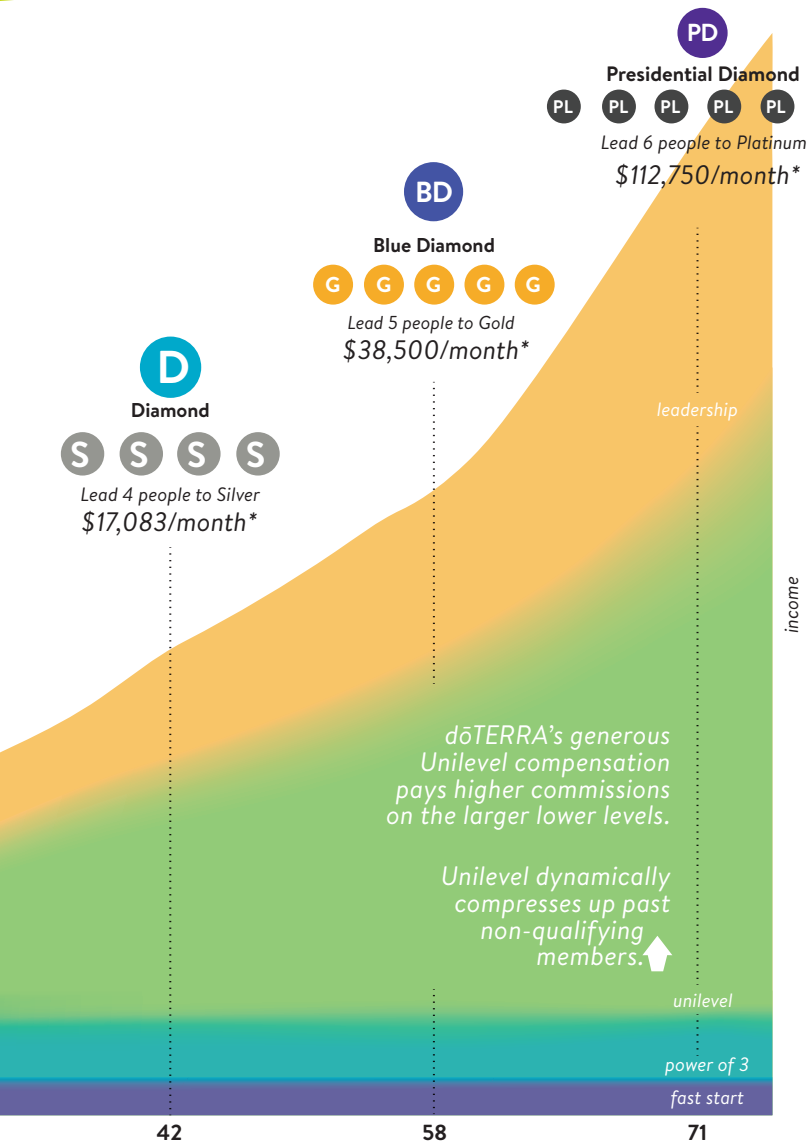 PD
Presidential Diamond
PL PL PL PL PL
Lead 6 people to Platinum
$112,750/month*
BD
Blue Diamond
G G G G G
Lead 5 people to Gold
$38,500/month*
D
Diamond
S S S S
Lead 4 people to Silver
$17,083/month*
leadership
income
dōTERRA’s generous
Unilevel compensation
pays higher commissions
on the larger lower levels.
Unilevel dynamically
compresses up past
non-qualifying
members.
unilevel
power of 3
fast start
42 58 71